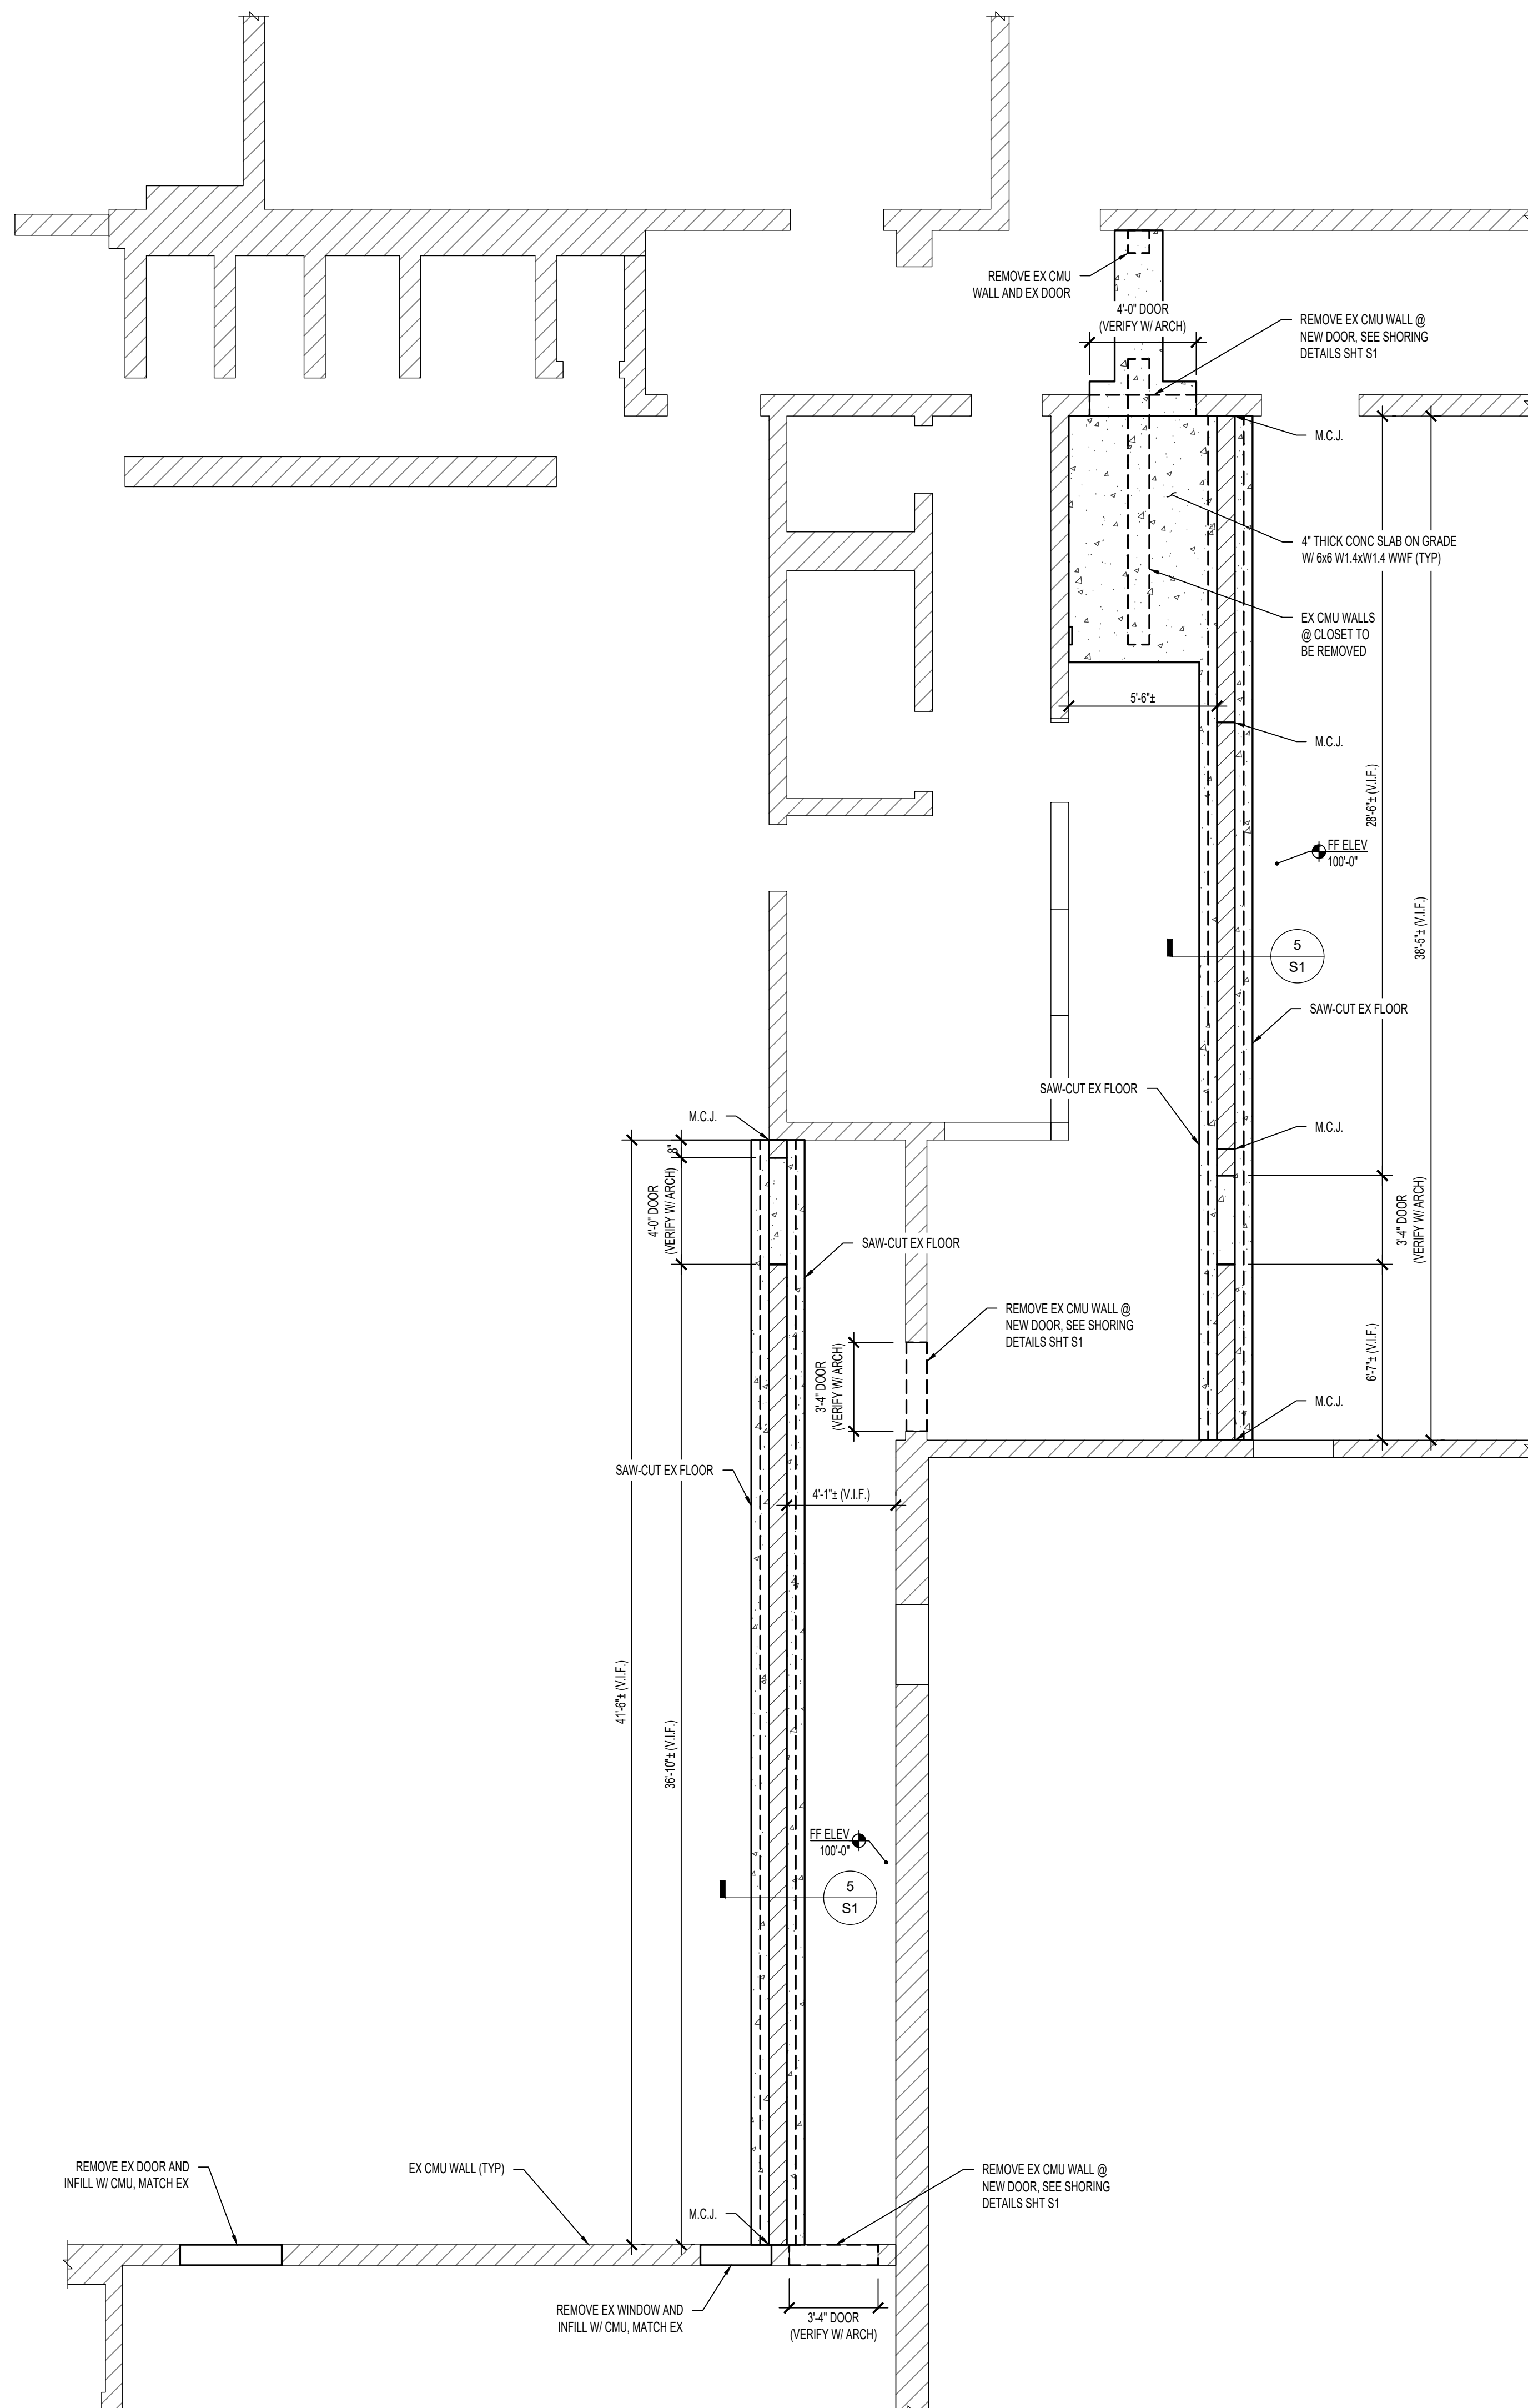 REMOVE EX CMU
WALL AND EX DOOR
4'-0" DOOR
(VERIFY W/ ARCH)
REMOVE EX CMU WALL @
NEW DOOR, SEE SHORING
DETAILS SHT S1
M.C.J.
4" THICK CONC SLAB ON GRADE
W/ 6x6 W1.4xW1.4 WWF (TYP)
EX CMU WALLS
@ CLOSET TO
BE REMOVED
5'-6"±
M.C.J.
28'-6"± (V.I.F.)
FF ELEV
100'-0"
38'-5"± (V.I.F.)
5
S1
SAW-CUT EX FLOOR
SAW-CUT EX FLOOR
M.C.J.
M.C.J.
8"
4'-0" DOOR
(VERIFY W/ ARCH)
3'-4" DOOR
(VERIFY W/ ARCH)
SAW-CUT EX FLOOR
REMOVE EX CMU WALL @
NEW DOOR, SEE SHORING
DETAILS SHT S1
3'-4" DOOR
(VERIFY W/ ARCH)
6'-7"± (V.I.F.)
M.C.J.
SAW-CUT EX FLOOR
4'-1"± (V.I.F.)
41'-6"± (V.I.F.)
36'-10"± (V.I.F.)
FF ELEV
100'-0"
5
S1
REMOVE EX DOOR AND
INFILL W/ CMU, MATCH EX
EX CMU WALL (TYP)
REMOVE EX CMU WALL @
NEW DOOR, SEE SHORING
DETAILS SHT S1
M.C.J.
REMOVE EX WINDOW AND
INFILL W/ CMU, MATCH EX
3'-4" DOOR
(VERIFY W/ ARCH)